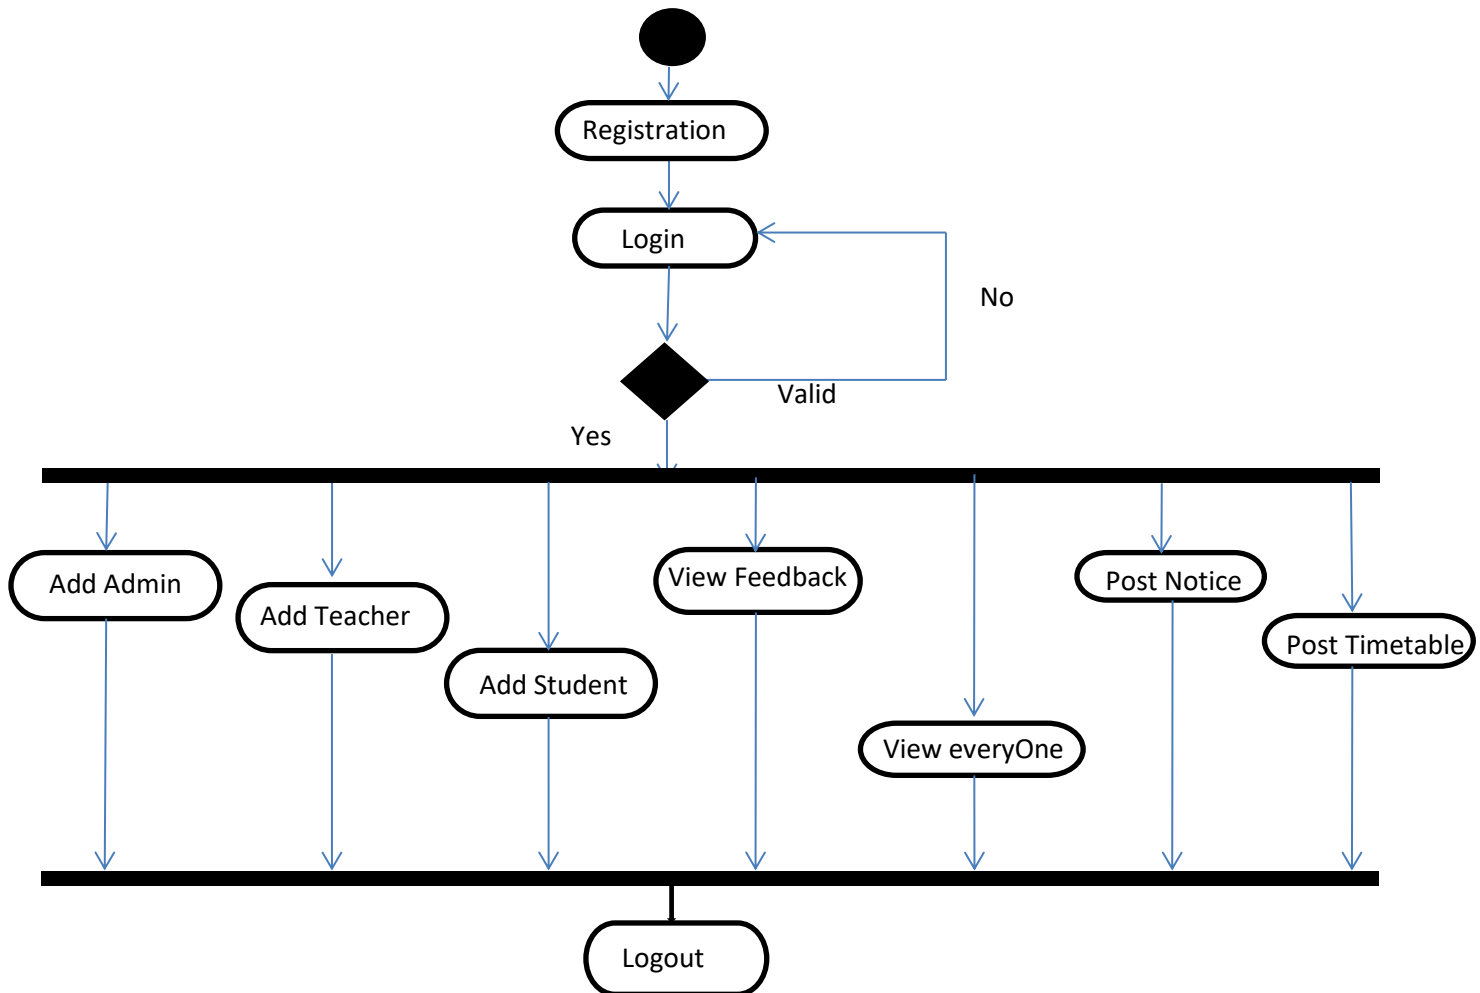 Registration
Login
No
Valid
Yes
Add Admin
Add Teacher
Add Student
View Feedback
View everyOne
Post Notice
Post Timetable
Logout